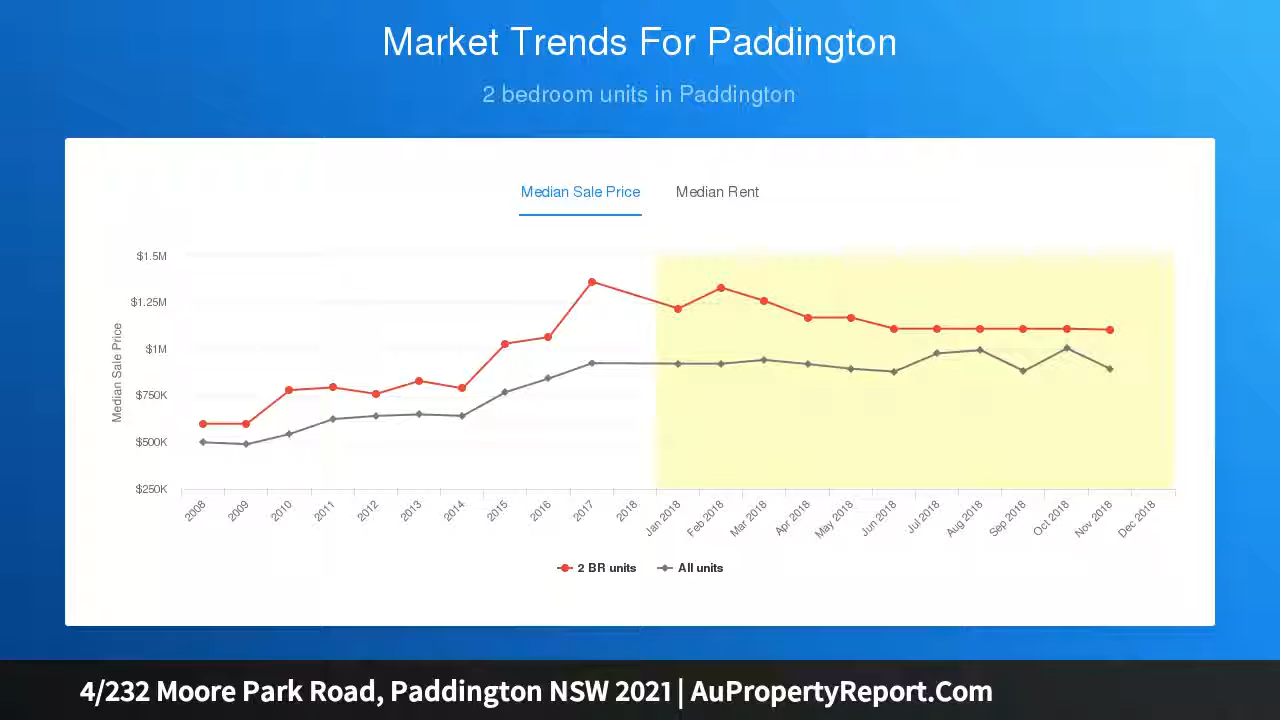 Market Trends For Paddington
2 bedroom units in Paddington
Median Sale Price Median Rent
Median Sale Price
$1.5M
$1.25M
$1M
$750K
$500K
$250K
2008 2009 2010 2011 2012 2013 2014 2015 2016 2017 2018 Jan 2018 Feb 2018 Mar 2018 Apr 2018 May 2018 Jun 2018 Jul 2018 Aug 2018 Sep 2018 Oct 2018 Nov 2018 Dec 2018
2 BR units All units
4/232 Moore Park Road, Paddington NSW 2021 | AuPropertyReport.Com